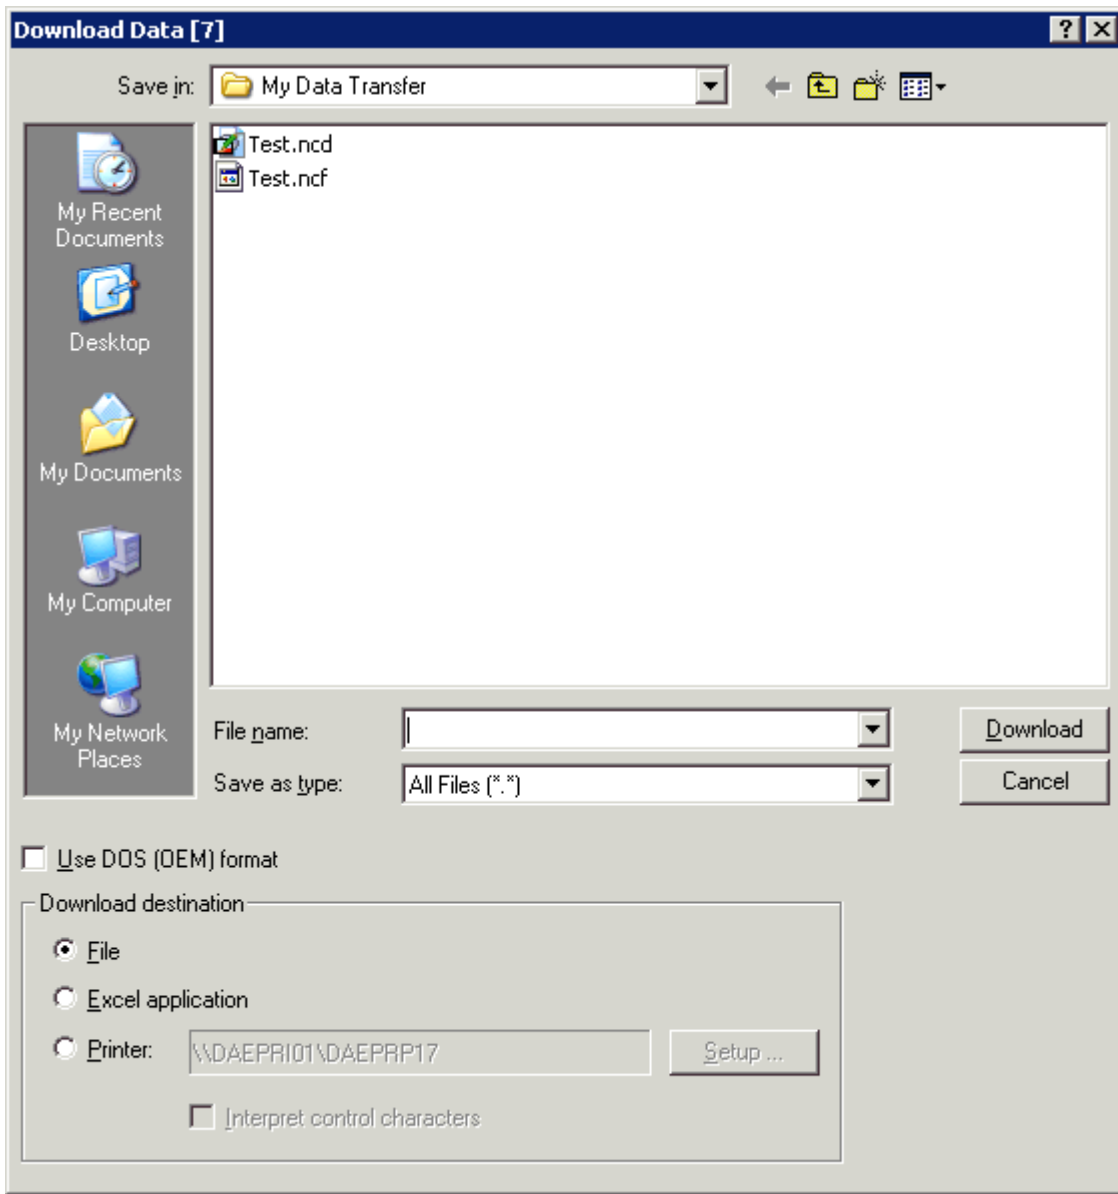 Download Data [7]
Save in: My Data Transfer
Test.ncd
Test.ncf
My Recent
Documents
Desktop
My Documents
My Computer
My Network
Places
File name: Download
Save as type: All Files (*.*) Cancel
Use DOS (OEM) format
Download destination
File
Excel application
Printer: \\DAEPRI01\DAEPRP17 Setup ...
Interpret control characters